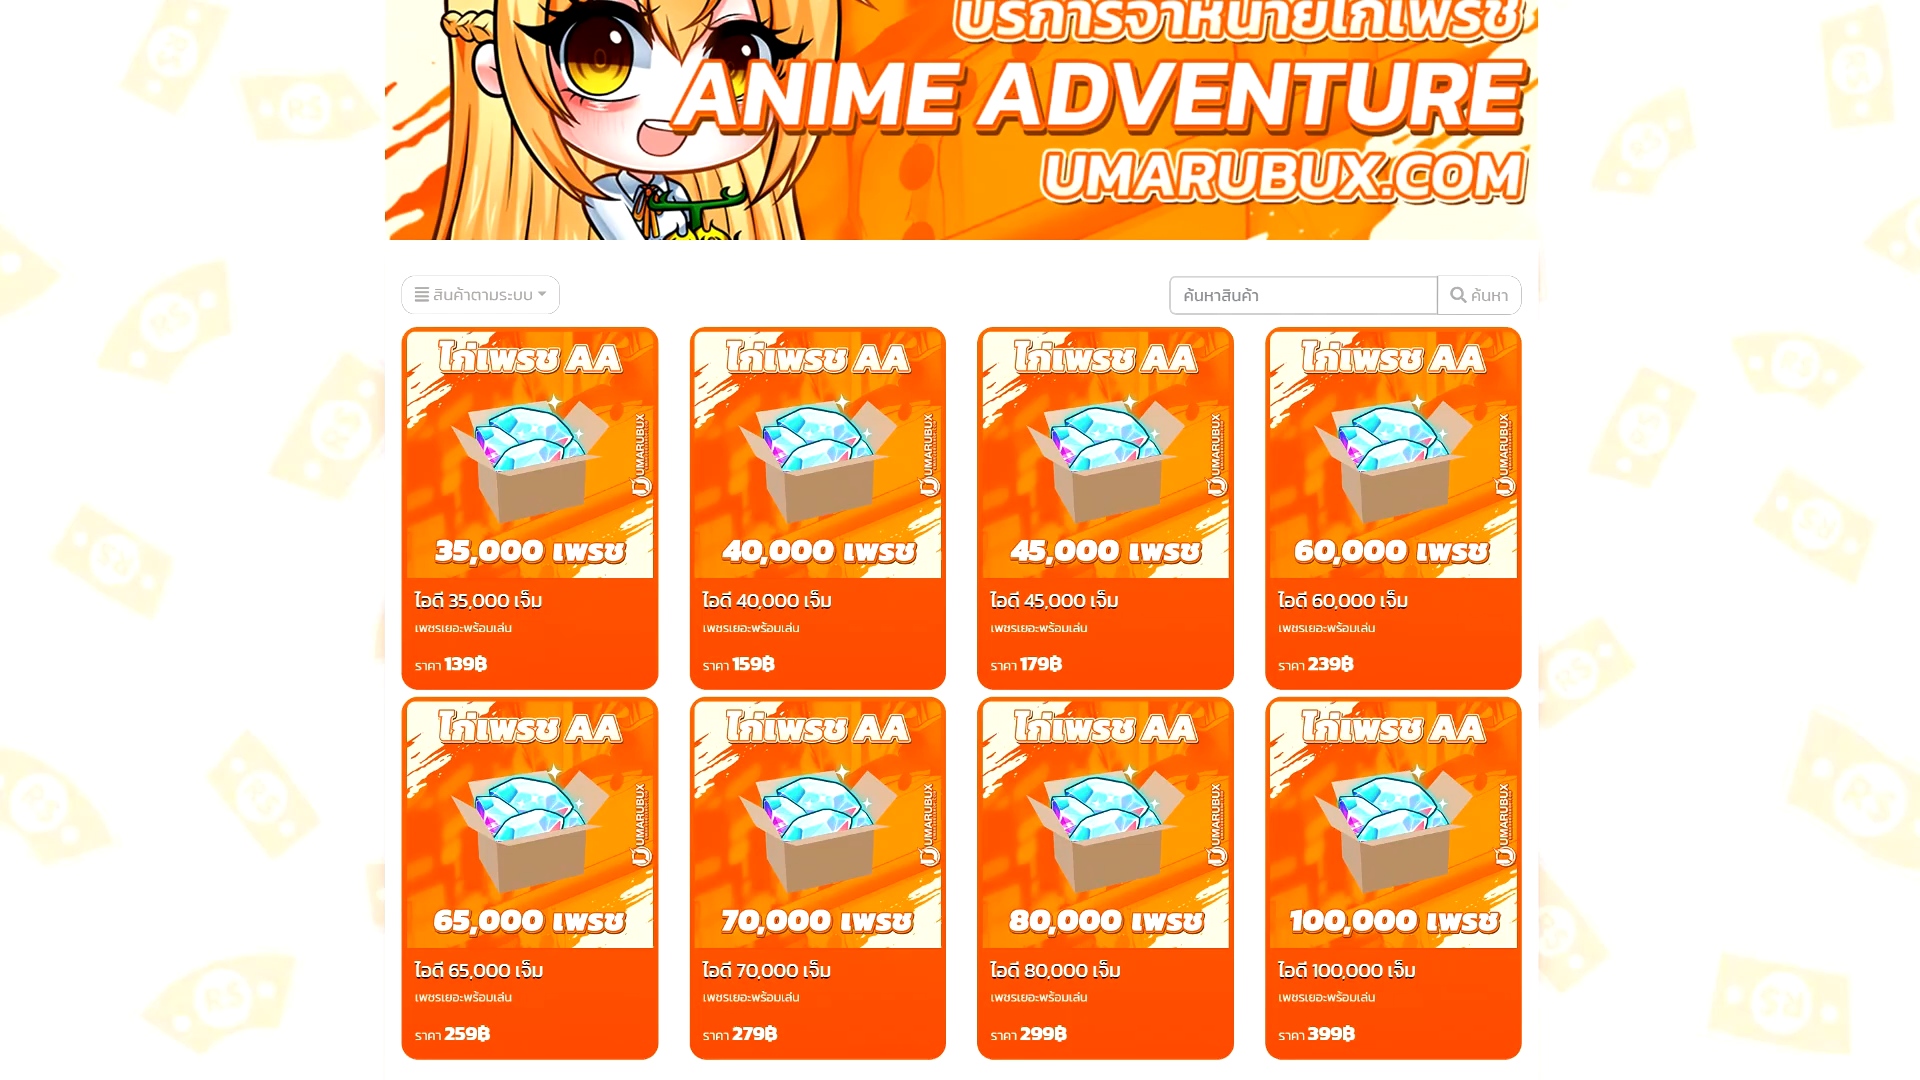 บริการจำหน่ายไก่เพรช
ANIME ADVENTURE
UMARUBUX.COM
สินค้าตามระบบ
ค้นหาสินค้า
ค้นหา
ไก่เพรช AA
UMARUBUX
35,000 เพรช
ไอดี 35,000 เจ็ม
เพชรเยอะพร้อมเล่น
ราคา 139฿
ไก่เพรช AA
UMARUBUX
40,000 เพรช
ไอดี 40,000 เจ็ม
เพชรเยอะพร้อมเล่น
ราคา 159฿
ไก่เพรช AA
UMARUBUX
45,000 เพรช
ไอดี 45,000 เจ็ม
เพชรเยอะพร้อมเล่น
ราคา 179฿
ไก่เพรช AA
UMARUBUX
60,000 เพรช
ไอดี 60,000 เจ็ม
เพชรเยอะพร้อมเล่น
ราคา 239฿
ไก่เพรช AA
UMARUBUX
65,000 เพรช
ไอดี 65,000 เจ็ม
เพชรเยอะพร้อมเล่น
ราคา 259฿
ไก่เพรช AA
UMARUBUX
70,000 เพรช
ไอดี 70,000 เจ็ม
เพชรเยอะพร้อมเล่น
ราคา 279฿
ไก่เพรช AA
UMARUBUX
80,000 เพรช
ไอดี 80,000 เจ็ม
เพชรเยอะพร้อมเล่น
ราคา 299฿
ไก่เพรช AA
UMARUBUX
100,000 เพรช
ไอดี 100,000 เจ็ม
เพชรเยอะพร้อมเล่น
ราคา 399฿